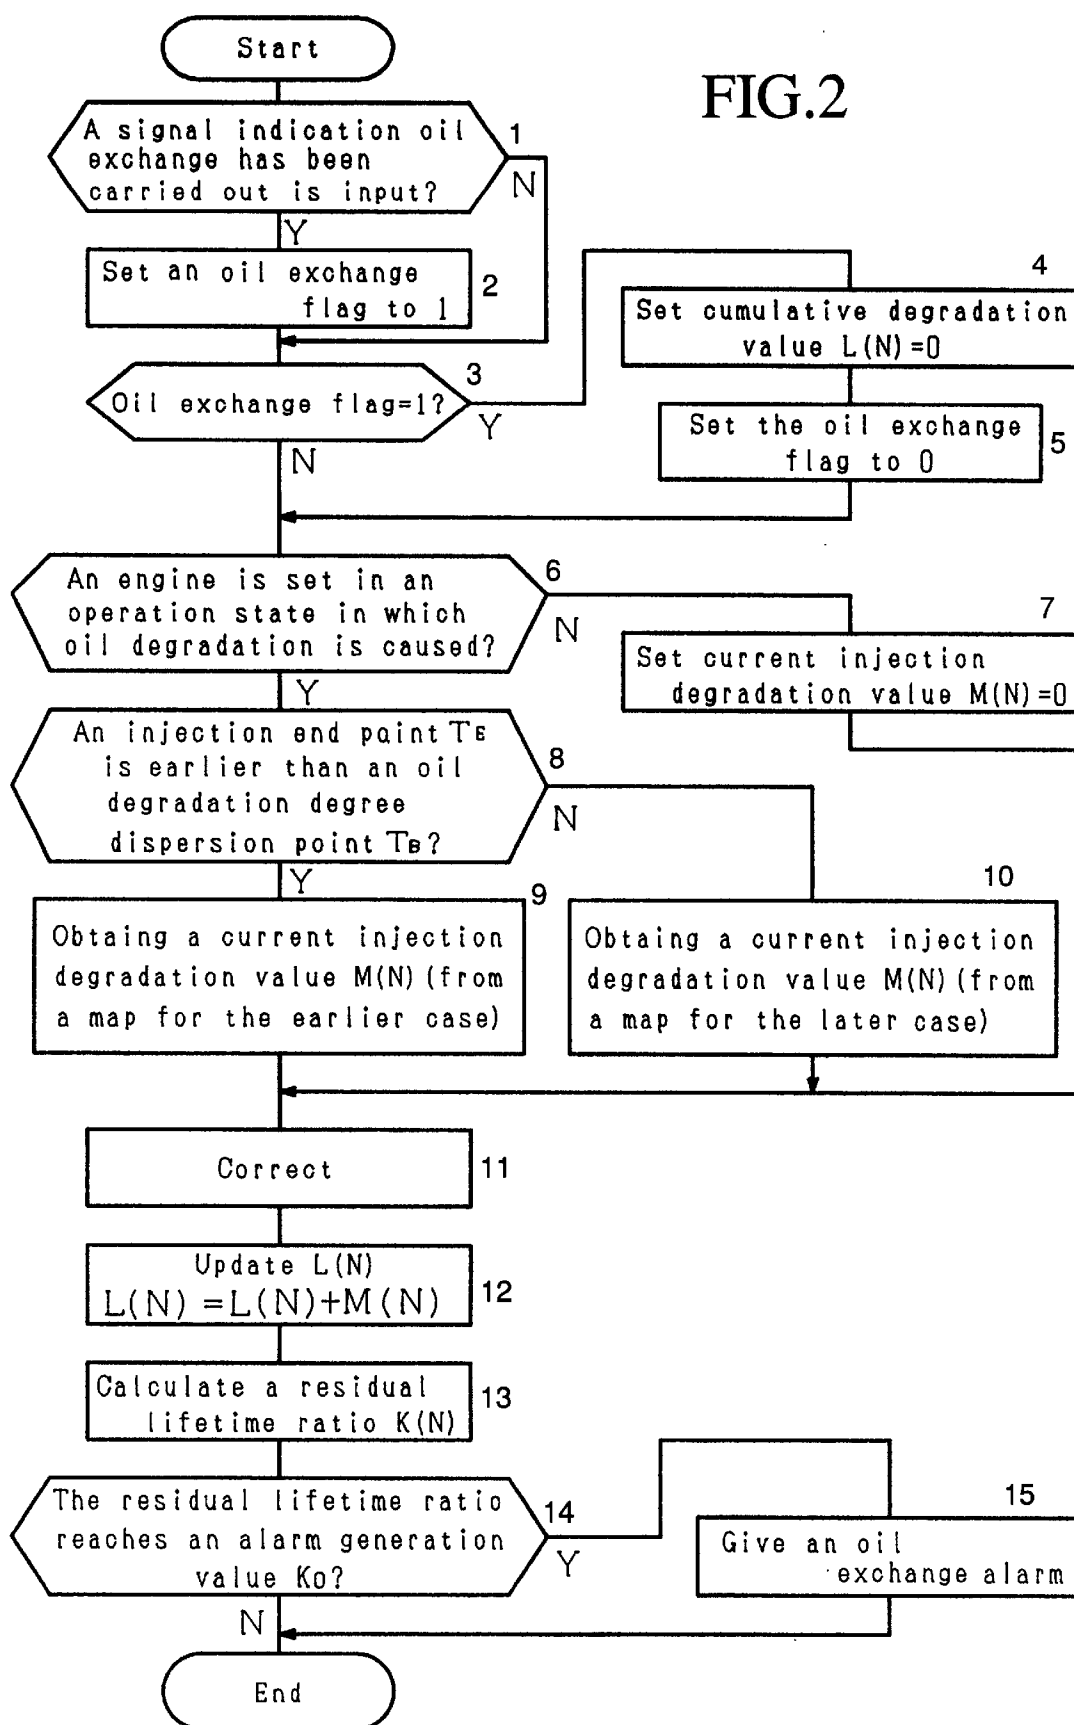 Start
FIG.2
A signal indication oil
exchange has been
carried out is input?
1
N
Y
Set an oil exchange
flag to 1
2
Oil exchange flag=1?
3
Y
N
4
Set cumulative degradation
value L(N)=0
Set the oil exchange
flag to 0
5
An engine is set in an
operation state in which
oil degradation is caused?
6
N
Y
7
Set current injection
degradation value M(N)=0
An injection end point TE
is earlier than an oil
degradation degree
dispersion point TB?
8
N
Y
9
Obtaing a current injection
degradation value M(N) (from
a map for the earlier case)
10
Obtaing a current injection
degradation value M(N) (from
a map for the later case)
Correct
11
Update L(N)
L(N)=L(N)+M(N)
12
Calculate a residual
lifetime ratio K(N)
13
The residual lifetime ratio
reaches an alarm generation
value Ko?
14
Y
N
15
Give an oil
exchange alarm
End